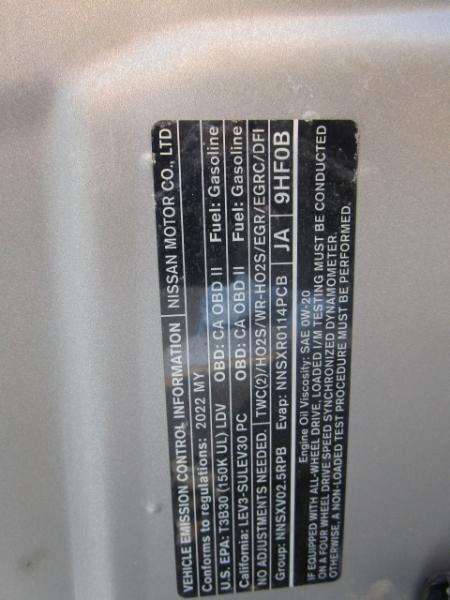 VEHICLE EMISSION CONTROL INFORMATION NISSAN MOTOR CO., LTD.
Conforms to regulations: 2022 MY
U.S. EPA: T3B30 (150K UL) LDV OBD: CA OBD II Fuel: Gasoline
California: LEV3-SULEV30 PC OBD: CA OBD II Fuel: Gasoline
NO ADJUSTMENTS NEEDED. TWC(2)/HO2S/WR-HO2S/EGR/EGRC/DFI
Group: NNSXV02.5RPB Evap: NNSXR0114PCB JA 9HF0B
Engine Oil Viscosity: SAE 0W-20
IF EQUIPPED WITH ALL-WHEEL DRIVE, LOADED I/M TESTING MUST BE CONDUCTED
ON A FOUR WHEEL DRIVE SPEED SYNCHRONIZED DYNAMOMETER.
OTHERWISE, A NON-LOADED TEST PROCEDURE MUST BE PERFORMED.